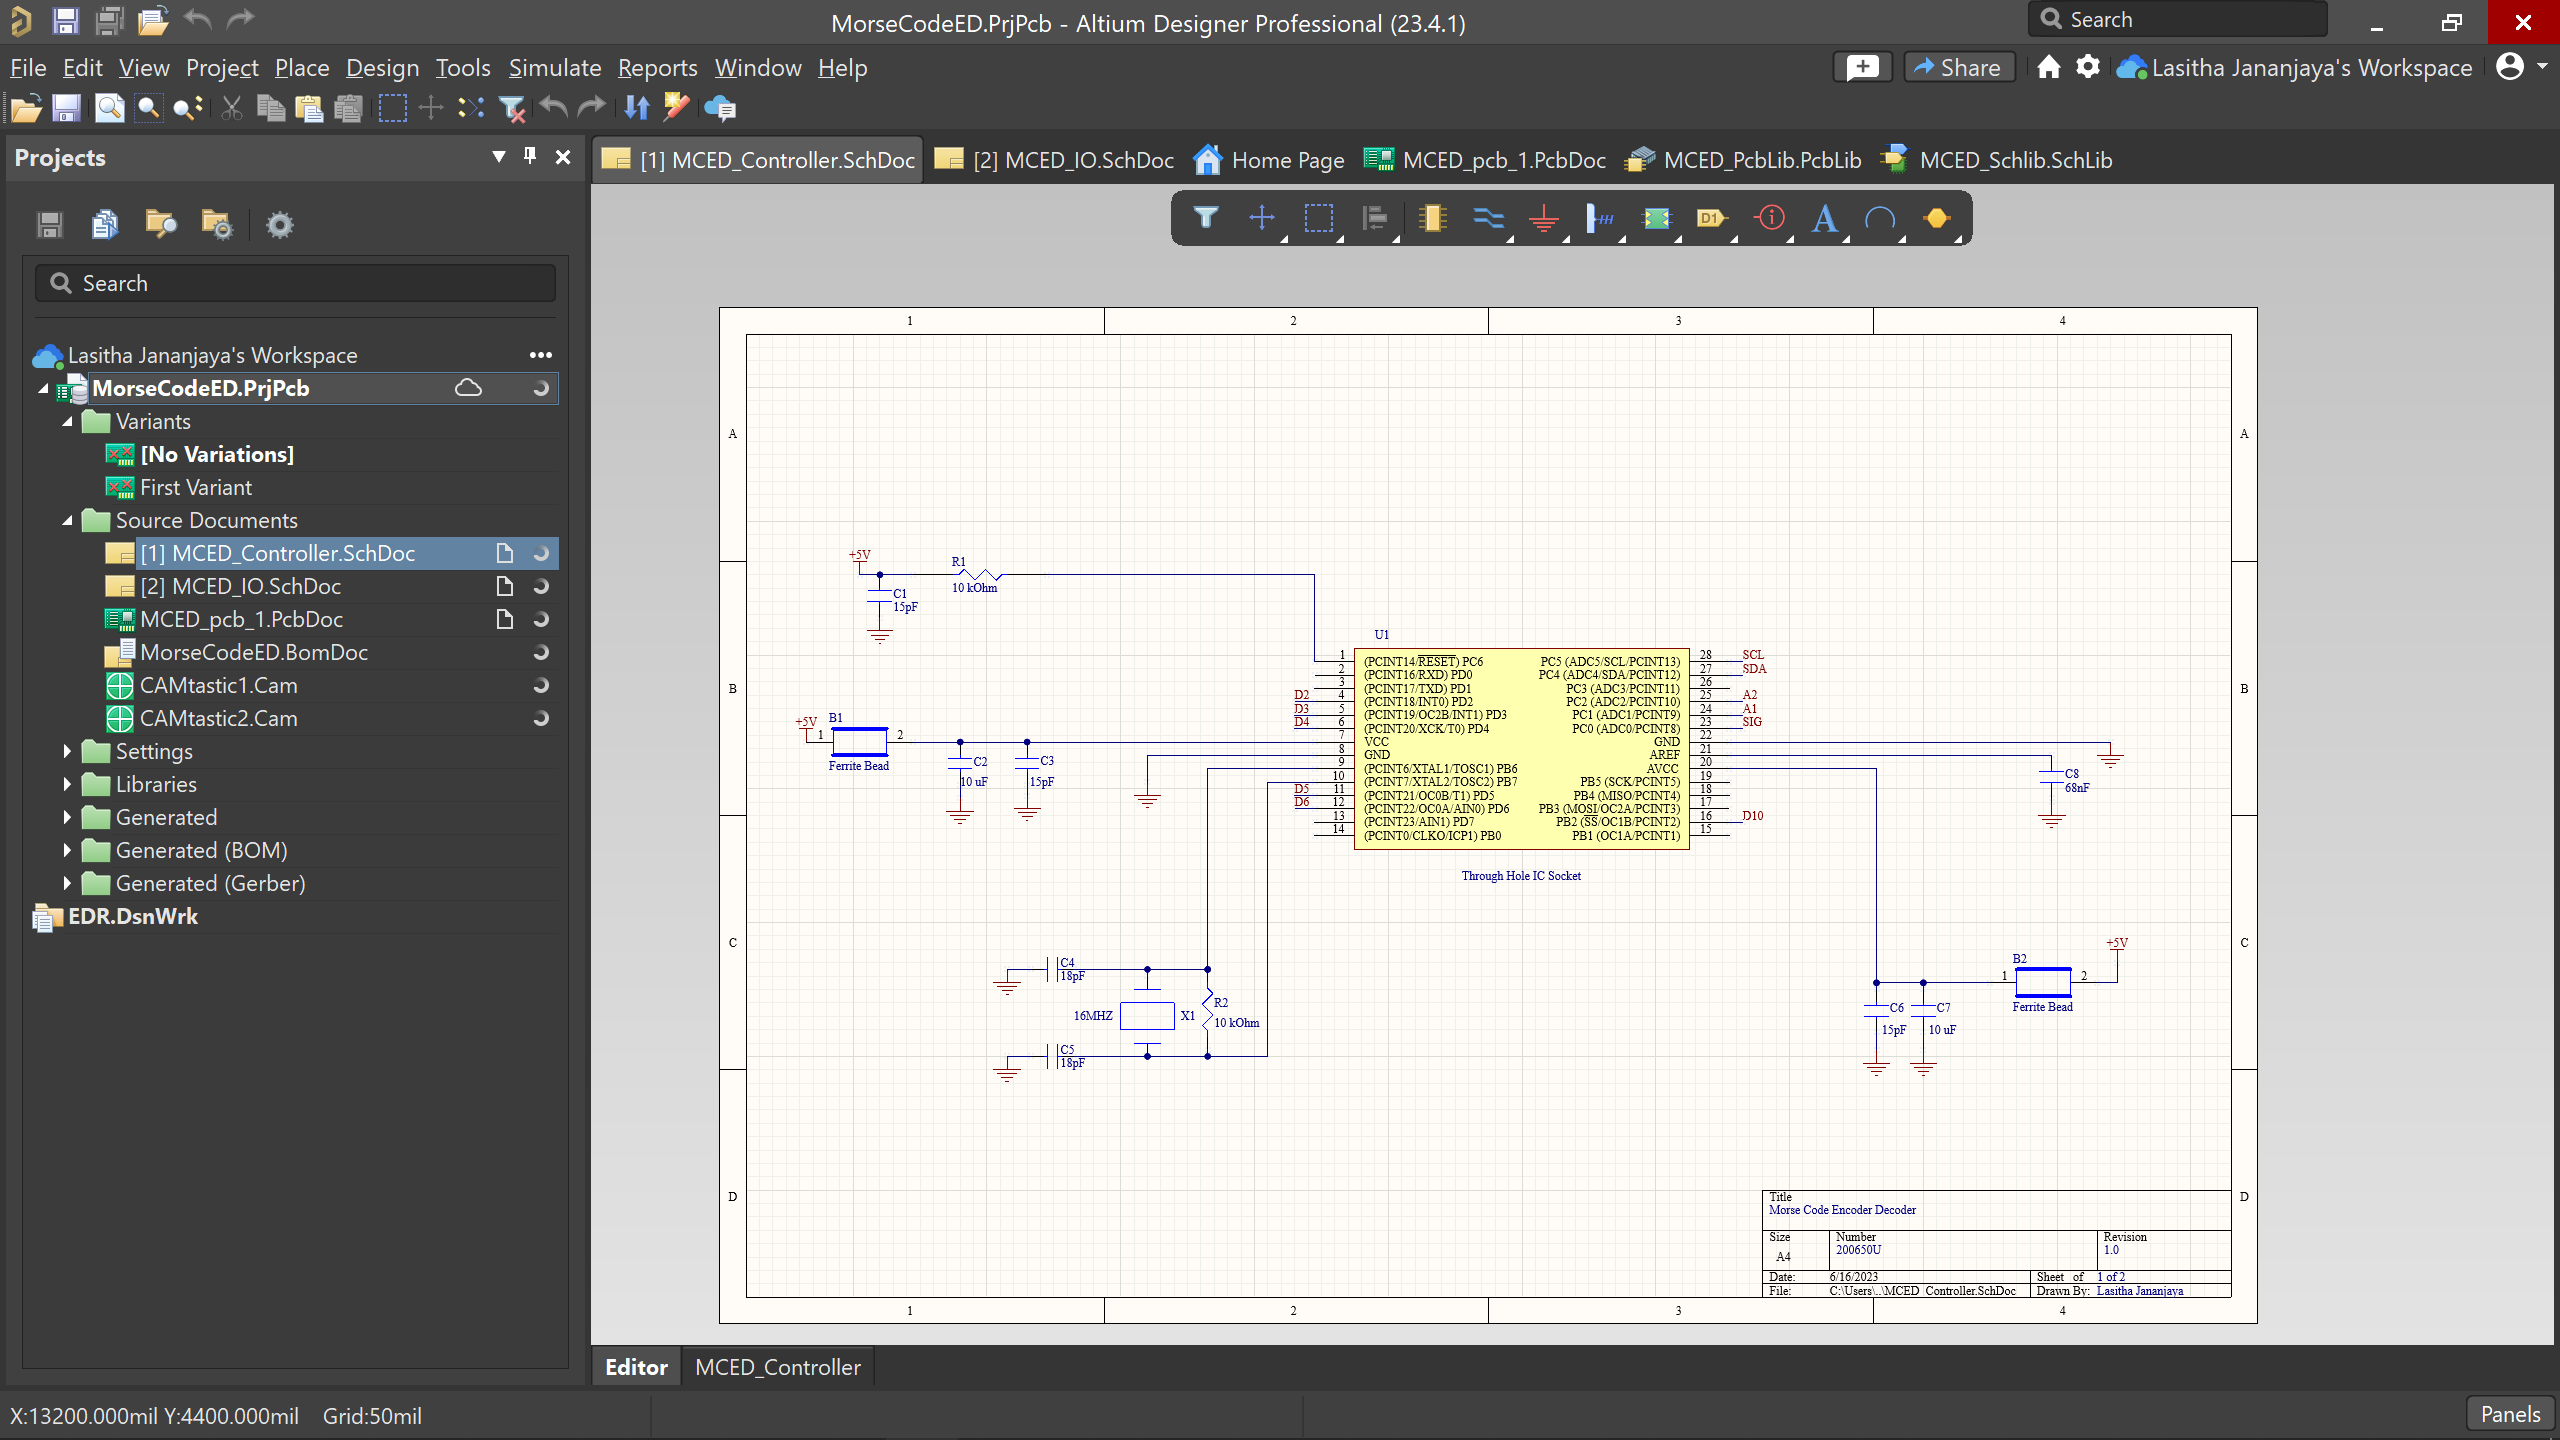 MorseCodeED.PrjPcb - Altium Designer Professional (23.4.1)
Search
File Edit View Project Place Design Tools Simulate Reports Window Help
Share
Lasitha Jananjaya's Workspace
Projects
[1] MCED_Controller.SchDoc
[2] MCED_IO.SchDoc
Home Page
MCED_pcb_1.PcbDoc
MCED_PcbLib.PcbLib
MCED_Schlib.SchLib
D1
Search
Lasitha Jananjaya's Workspace
MorseCodeED.PrjPcb
Variants
[No Variations]
First Variant
Source Documents
[1] MCED_Controller.SchDoc
[2] MCED_IO.SchDoc
MCED_pcb_1.PcbDoc
MorseCodeED.BomDoc
CAMtastic1.Cam
CAMtastic2.Cam
Settings
Libraries
Generated
Generated (BOM)
Generated (Gerber)
EDR.DsnWrk
1 2 3 4
A A
B B
C C
D D
+5V
R1
10 kOhm
C1
15pF
U1
1 (PCINT14/RESET) PC6
2 (PCINT16/RXD) PD0
3 (PCINT17/TXD) PD1
D2 4 (PCINT18/INT0) PD2
D3 5 (PCINT19/OC2B/INT1) PD3
D4 6 (PCINT20/XCK/T0) PD4
7 VCC
8 GND
9 (PCINT6/XTAL1/TOSC1) PB6
10 (PCINT7/XTAL2/TOSC2) PB7
D5 11 (PCINT21/OC0B/T1) PD5
D6 12 (PCINT22/OC0A/AIN0) PD6
13 (PCINT23/AIN1) PD7
14 (PCINT0/CLKO/ICP1) PB0
PC5 (ADC5/SCL/PCINT13) 28 SCL
PC4 (ADC4/SDA/PCINT12) 27 SDA
PC3 (ADC3/PCINT11) 26
PC2 (ADC2/PCINT10) 25 A2
PC1 (ADC1/PCINT9) 24 A1
PC0 (ADC0/PCINT8) 23 SIG
GND 22
AREF 21
AVCC 20
PB5 (SCK/PCINT5) 19
PB4 (MISO/PCINT4) 18
PB3 (MOSI/OC2A/PCINT3) 17
PB2 (SS/OC1B/PCINT2) 16 D10
PB1 (OC1A/PCINT1) 15
Through Hole IC Socket
+5V
B1
1 2
Ferrite Bead
C2
10 uF
C3
15pF
C8
68nF
C4
18pF
16MHZ X1
R2
10 kOhm
C5
18pF
+5V
B2
1 2
Ferrite Bead
C6
15pF
C7
10 uF
Title
Morse Code Encoder Decoder
Size Number Revision
A4 200650U 1.0
Date: 6/16/2023 Sheet of 1 of 2
File: C:\Users\..\MCED_Controller.SchDoc Drawn By: Lasitha Jananjaya
1 2 3 4
Editor MCED_Controller
X:13200.000mil Y:4400.000mil Grid:50mil
Panels